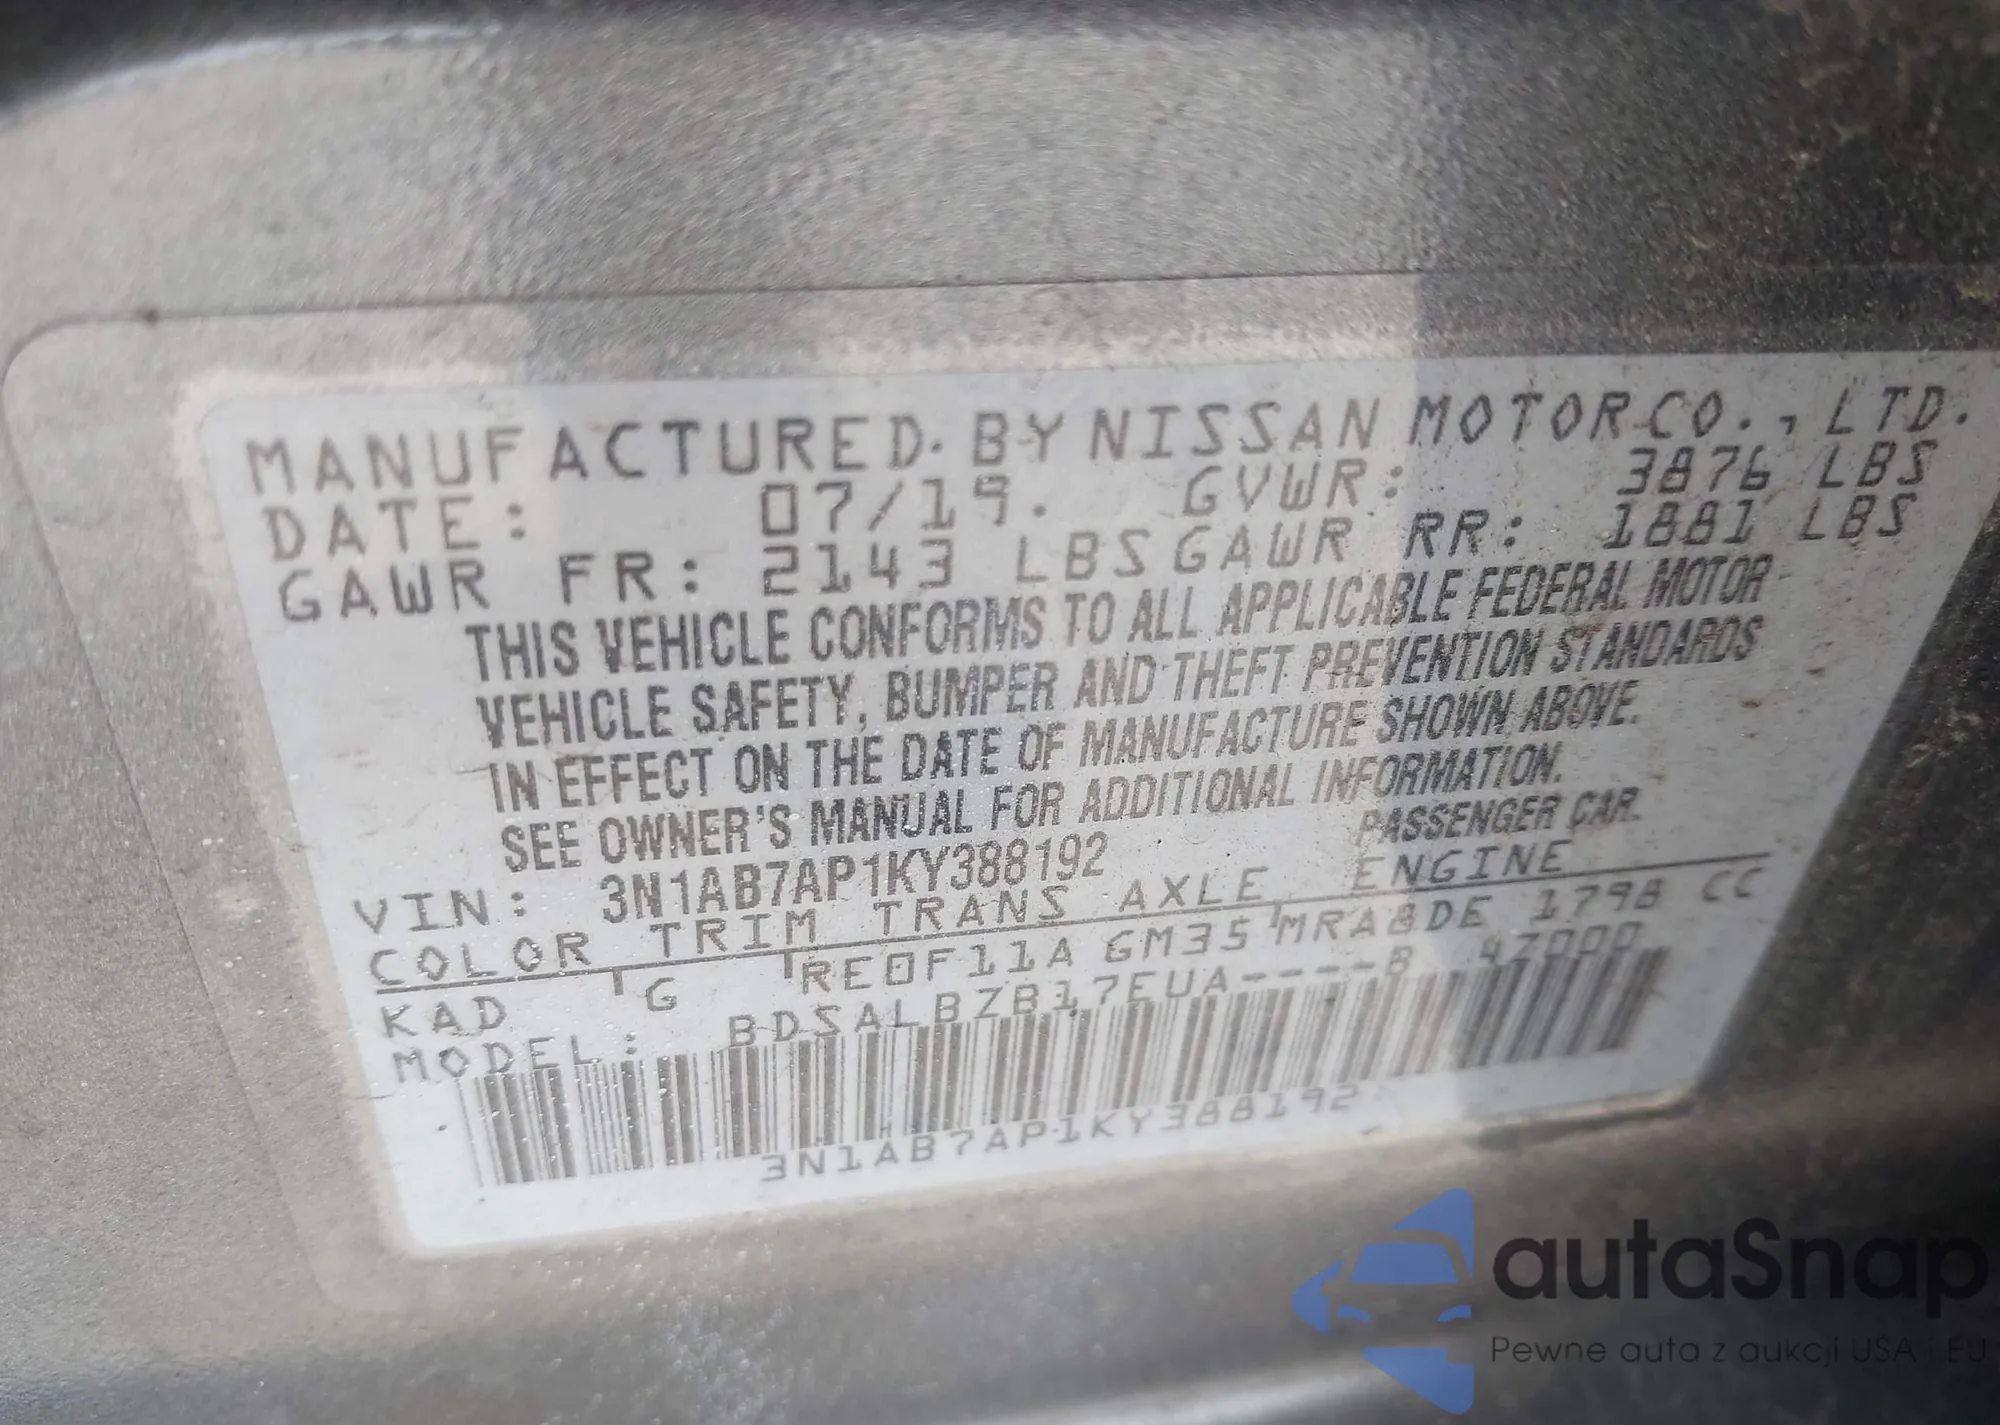 MANUFACTURED BY NISSAN MOTOR CO., LTD.
DATE: 07/19. GVWR: 3876 LBS
GAWR FR: 2143 LBS GAWR RR: 1881 LBS
THIS VEHICLE CONFORMS TO ALL APPLICABLE FEDERAL MOTOR
VEHICLE SAFETY, BUMPER AND THEFT PREVENTION STANDARDS
IN EFFECT ON THE DATE OF MANUFACTURE SHOWN ABOVE.
SEE OWNER'S MANUAL FOR ADDITIONAL INFORMATION.
VIN: 3N1AB7AP1KY388192 PASSENGER CAR.
COLOR TRIM TRANS AXLE ENGINE
KAD G RE0F11A GM35 MRA8DE 1798 CC
MODEL: BDSALBZB17EUA----B 4Z000
3N1AB7AP1KY388192
autaSnap
Pewne auta z aukcji USA i EU